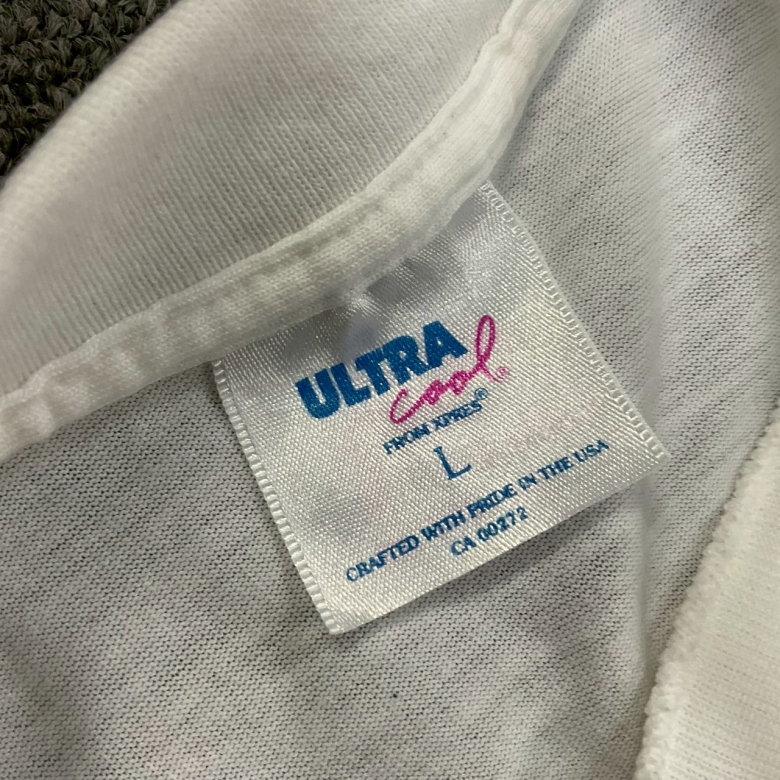 ULTRA
cool®
FROM XPRES®
L
CRAFTED WITH PRIDE IN THE USA
CA 00272